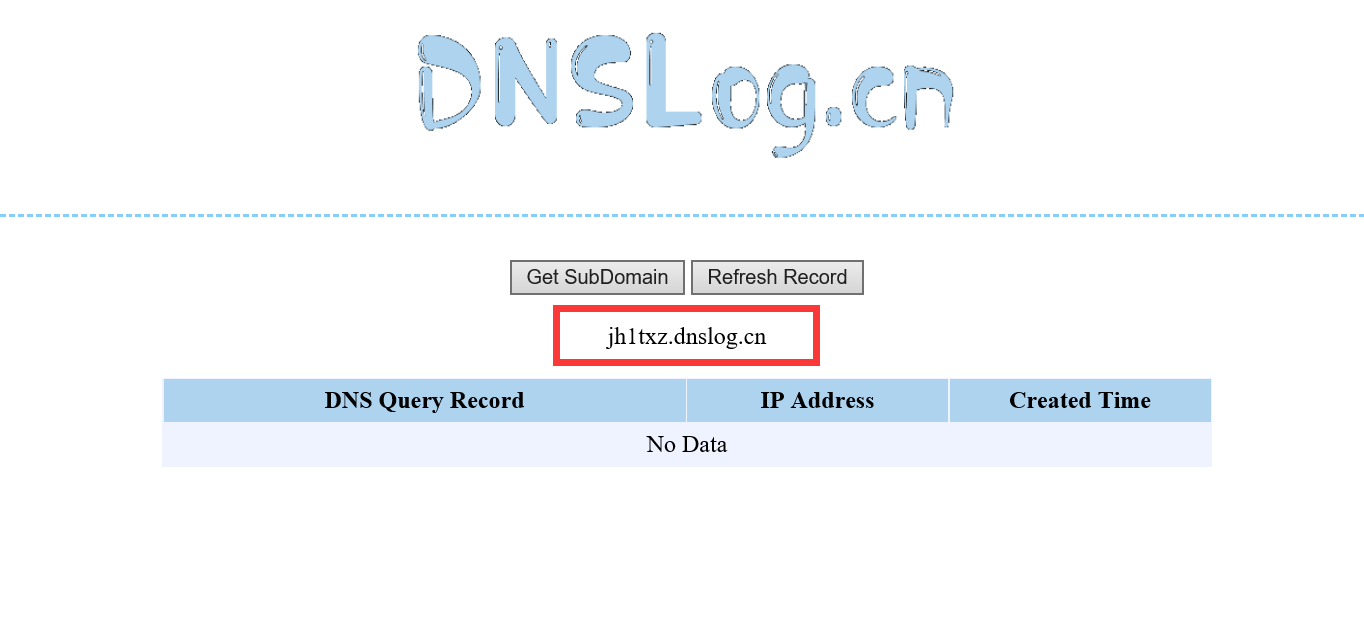 DNSLog.cn
Get SubDomain Refresh Record
jh1txz.dnslog.cn
DNS Query Record IP Address Created Time
No Data